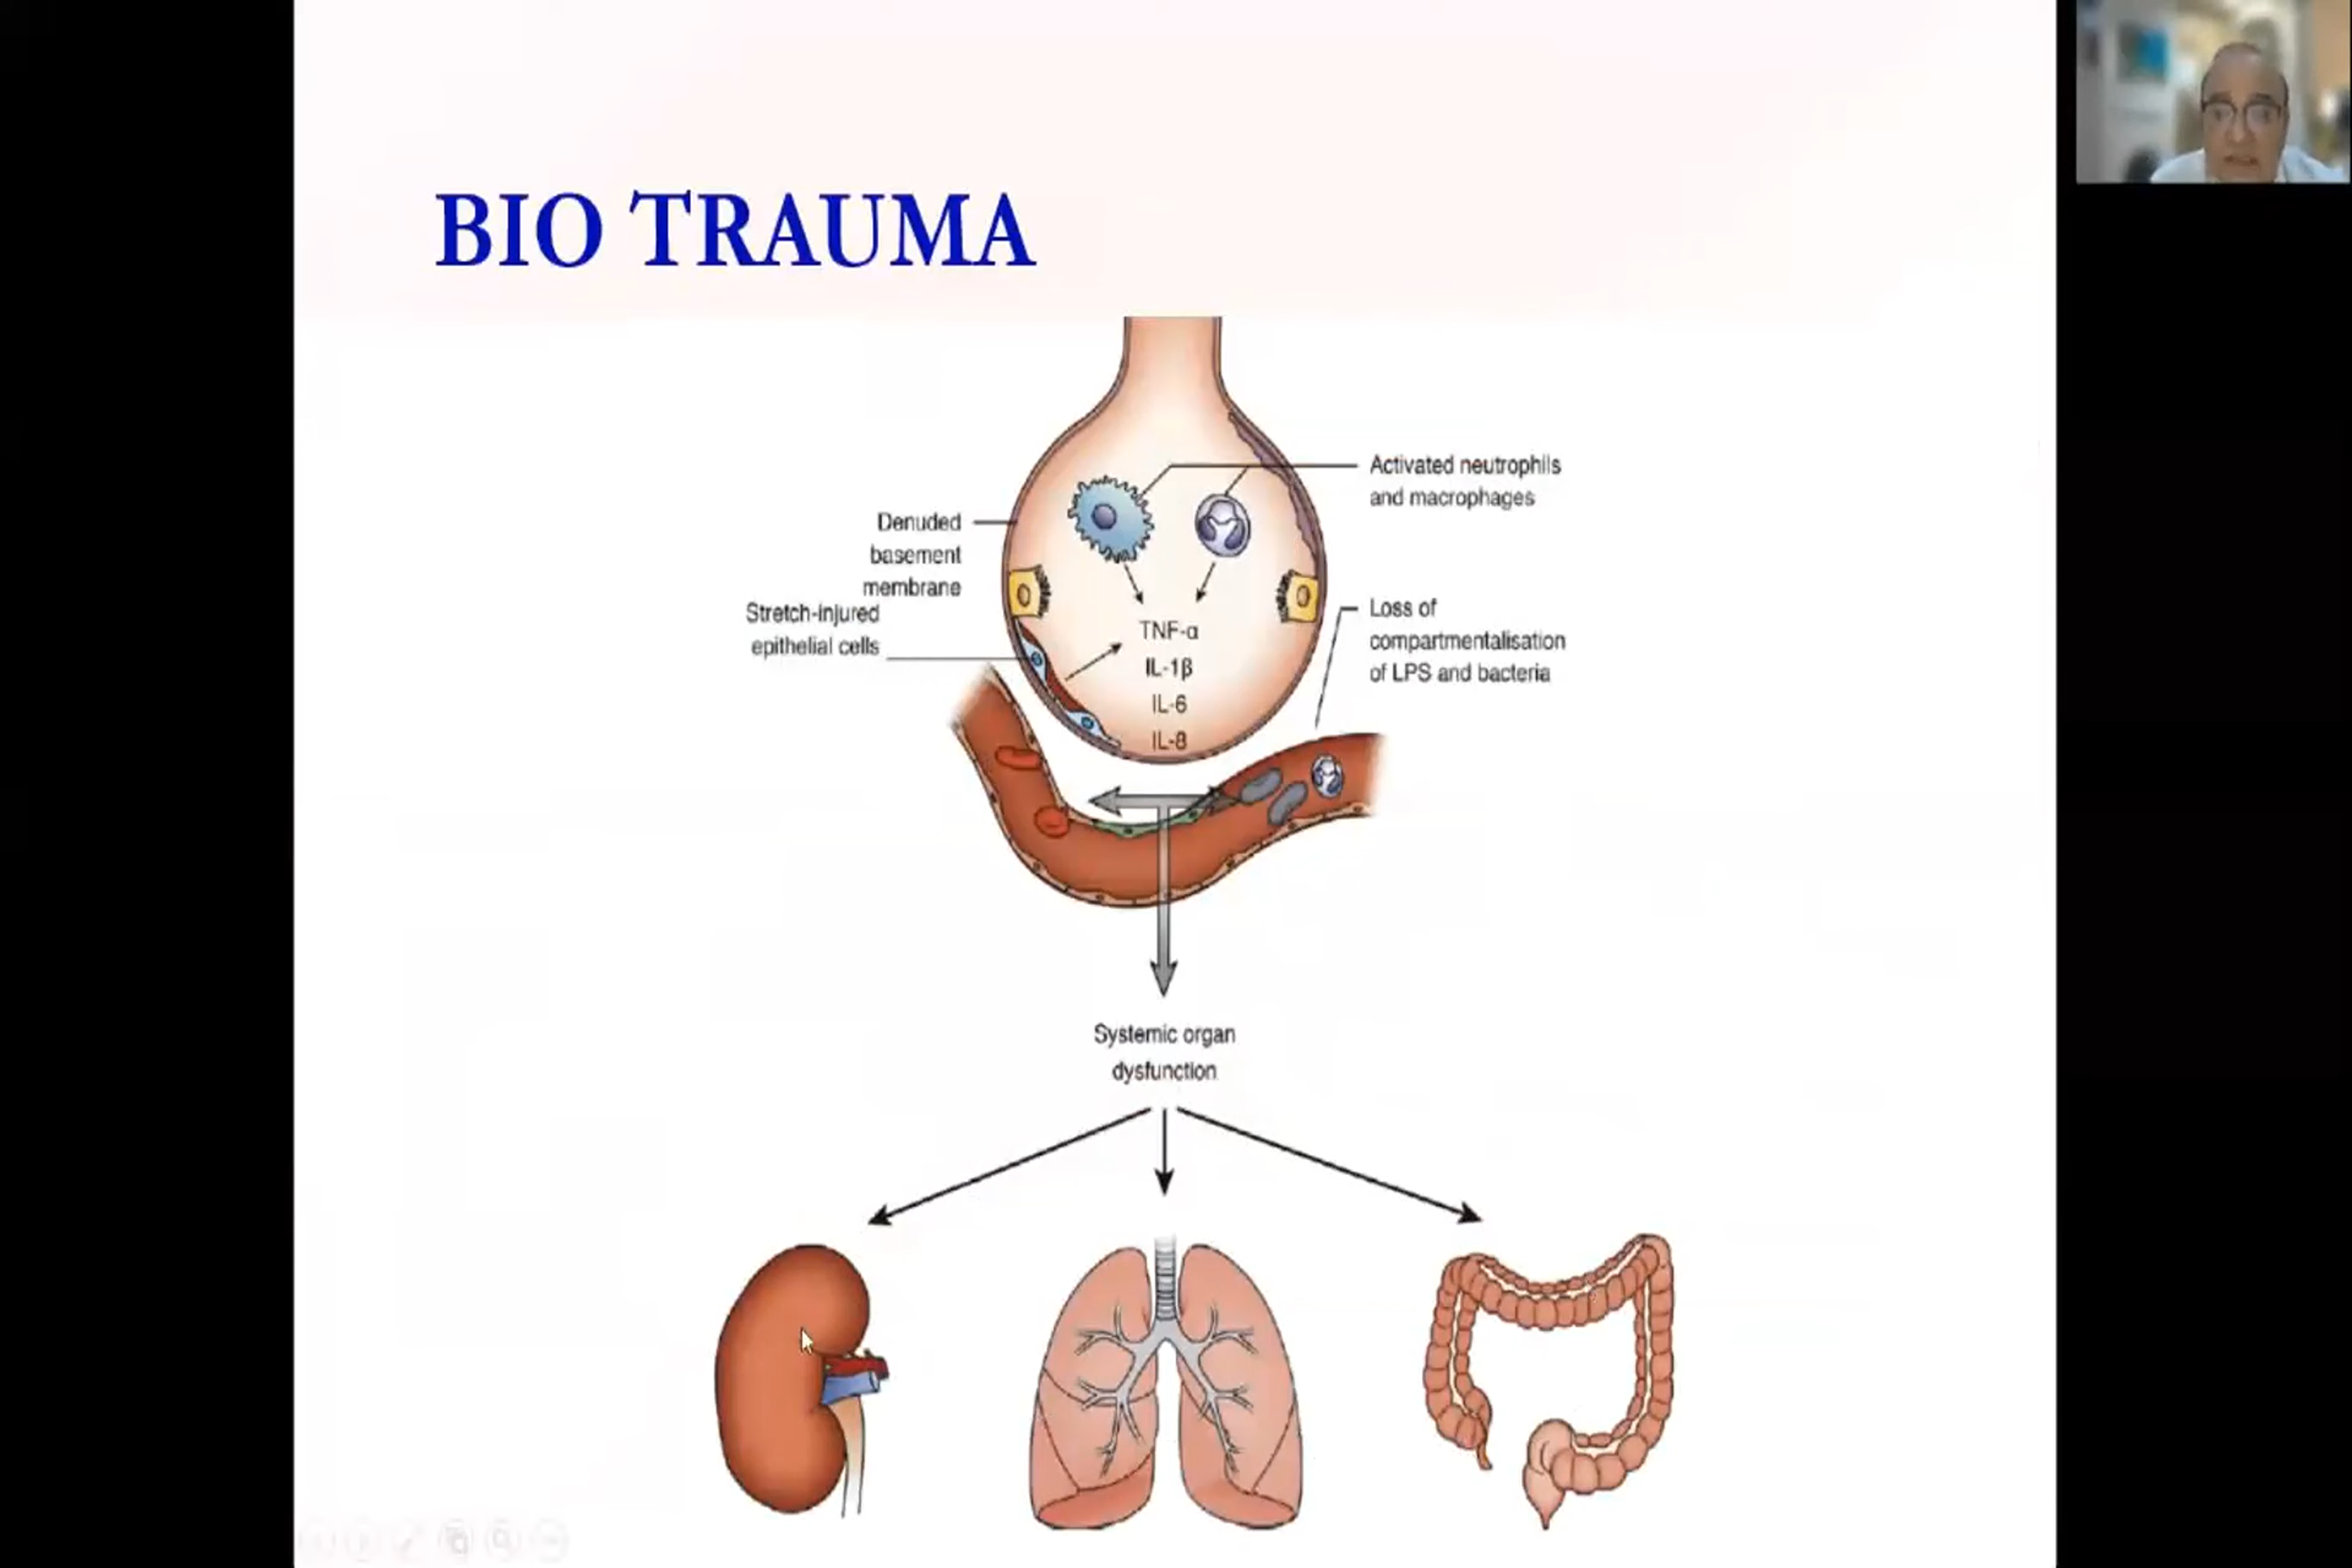 BIO TRAUMA
Activated neutrophils
and macrophages
Denuded
basement
membrane
Stretch-injured
epithelial cells
TNF-α
IL-1β
IL-6
IL-8
Loss of
compartmentalisation
of LPS and bacteria
Systemic organ
dysfunction